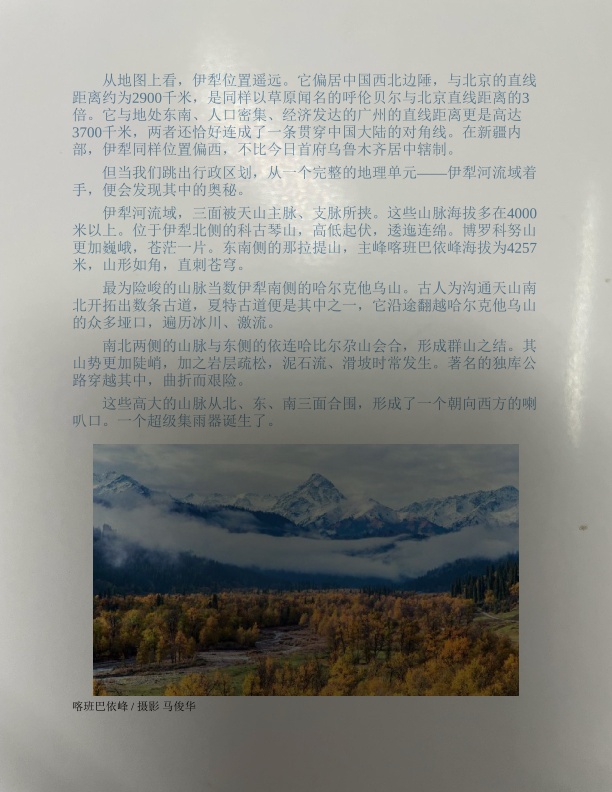 从地图上看，伊犁位置遥远。它偏居中国西北边陲，与北京的直线
距离约为2900千米，是同样以草原闻名的呼伦贝尔与北京直线距离的3
倍。它与地处东南、人口密集、经济发达的广州的直线距离更是高达
3700千米，两者还恰好连成了一条贯穿中国大陆的对角线。在新疆内
部，伊犁同样位置偏西，不比今日首府乌鲁木齐居中辖制。
但当我们跳出行政区划，从一个完整的地理单元——伊犁河流域着
手，便会发现其中的奥秘。
伊犁河流域，三面被天山主脉、支脉所挟。这些山脉海拔多在4000
米以上。位于伊犁北侧的科古琴山，高低起伏，逶迤连绵。博罗科努山
更加巍峨，苍茫一片。东南侧的那拉提山，主峰喀班巴依峰海拔为4257
米，山形如角，直刺苍穹。
最为险峻的山脉当数伊犁南侧的哈尔克他乌山。古人为沟通天山南
北开拓出数条古道，夏特古道便是其中之一，它沿途翻越哈尔克他乌山
的众多垭口，遍历冰川、激流。
南北两侧的山脉与东侧的依连哈比尔尕山会合，形成群山之结。其
山势更加陡峭，加之岩层疏松，泥石流、滑坡时常发生。著名的独库公
路穿越其中，曲折而艰险。
这些高大的山脉从北、东、南三面合围，形成了一个朝向西方的喇
叭口。一个超级集雨器诞生了。
喀班巴依峰 / 摄影 马俊华